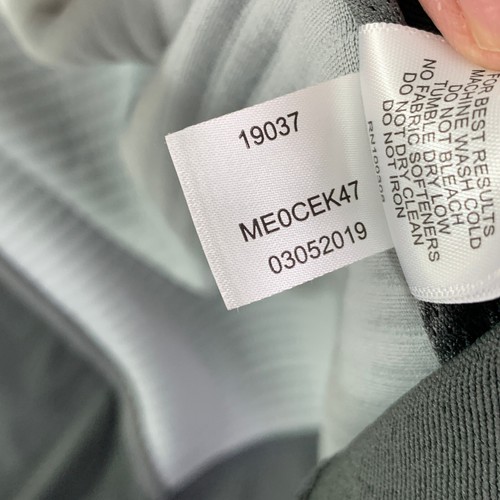 19037
ME0CEK47
03052019
FOR BEST RESULTS
MACHINE WASH COLD
DO NOT BLEACH
TUMBLE DRY LOW
NO FABRIC SOFTENERS
DO NOT DRY CLEAN
DO NOT IRON